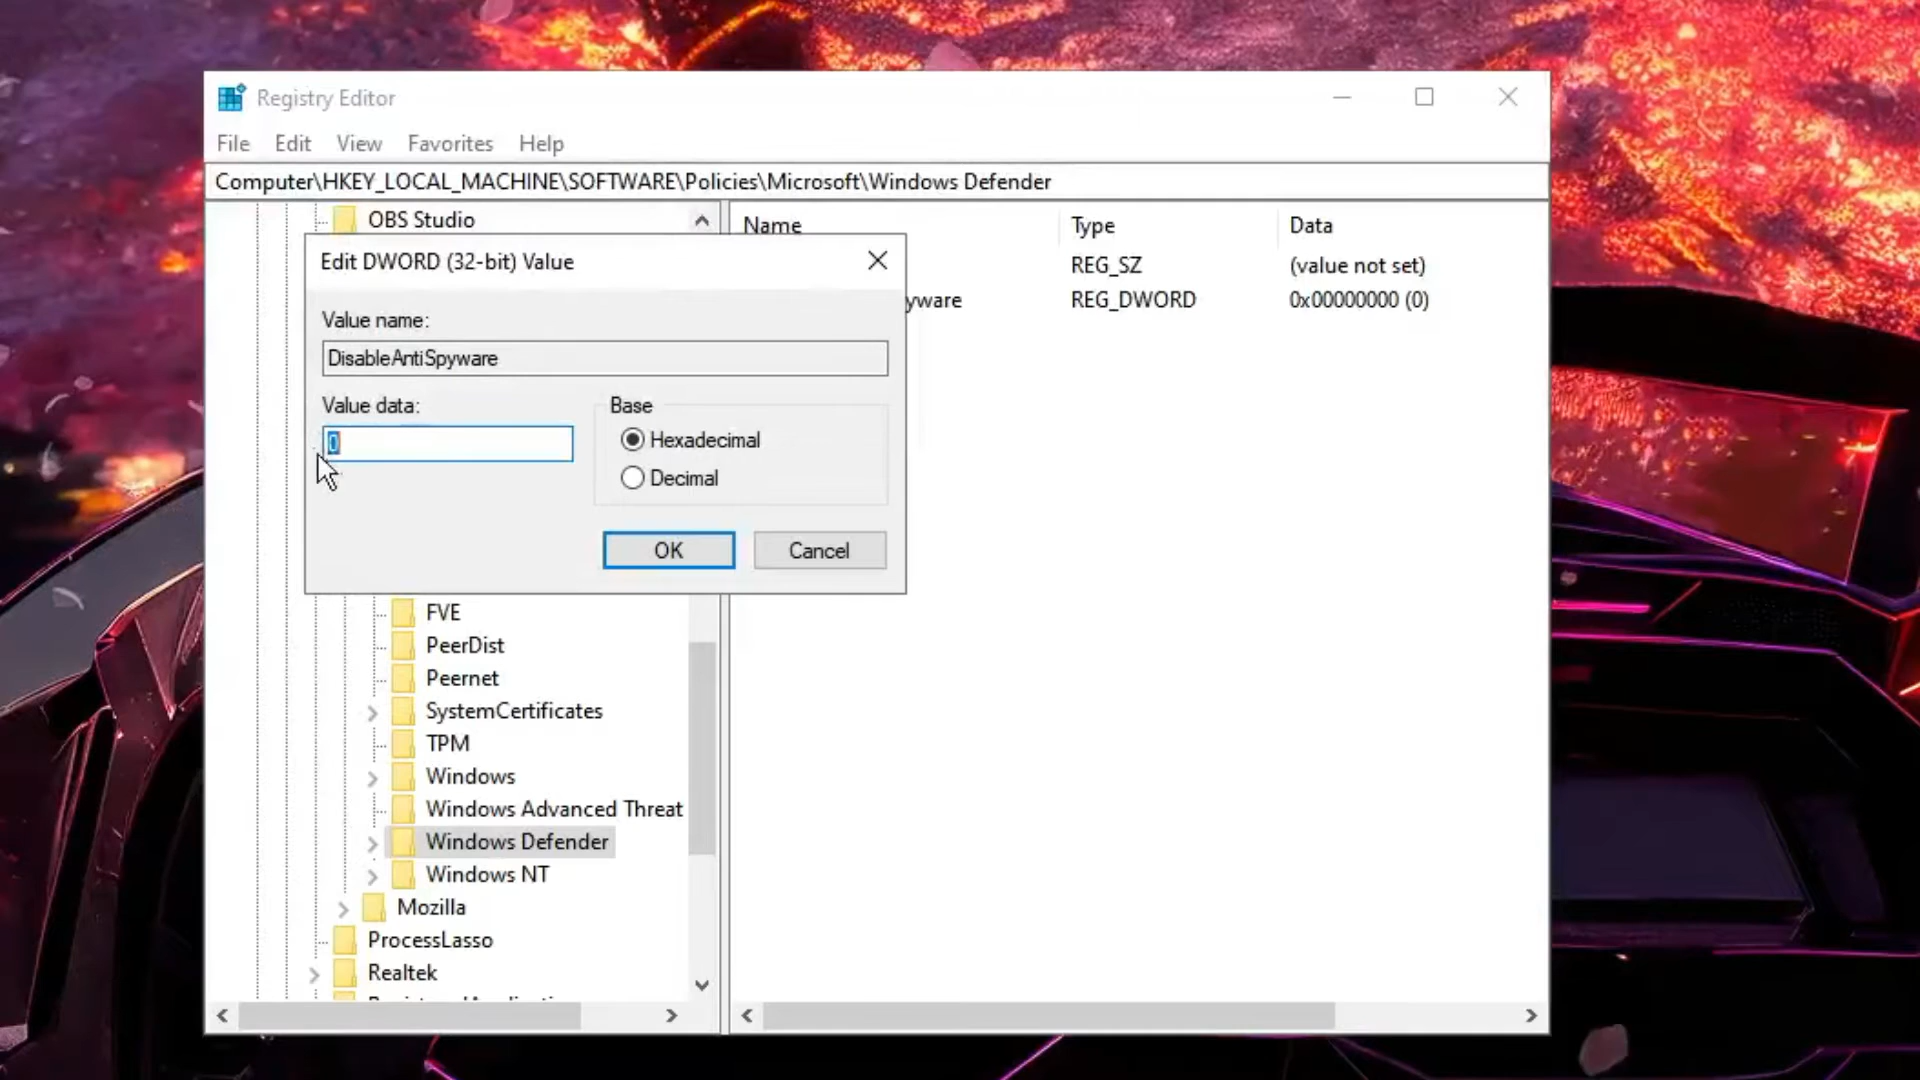 Registry Editor
File Edit View Favorites Help
Computer\HKEY_LOCAL_MACHINE\SOFTWARE\Policies\Microsoft\Windows Defender
OBS Studio
Name Type Data
REG_SZ (value not set)
yware REG_DWORD 0x00000000 (0)
Edit DWORD (32-bit) Value
Value name:
DisableAntiSpyware
Value data:
0
Base
Hexadecimal
Decimal
OK Cancel
FVE
PeerDist
Peernet
SystemCertificates
TPM
Windows
Windows Advanced Threat
Windows Defender
Windows NT
Mozilla
ProcessLasso
Realtek